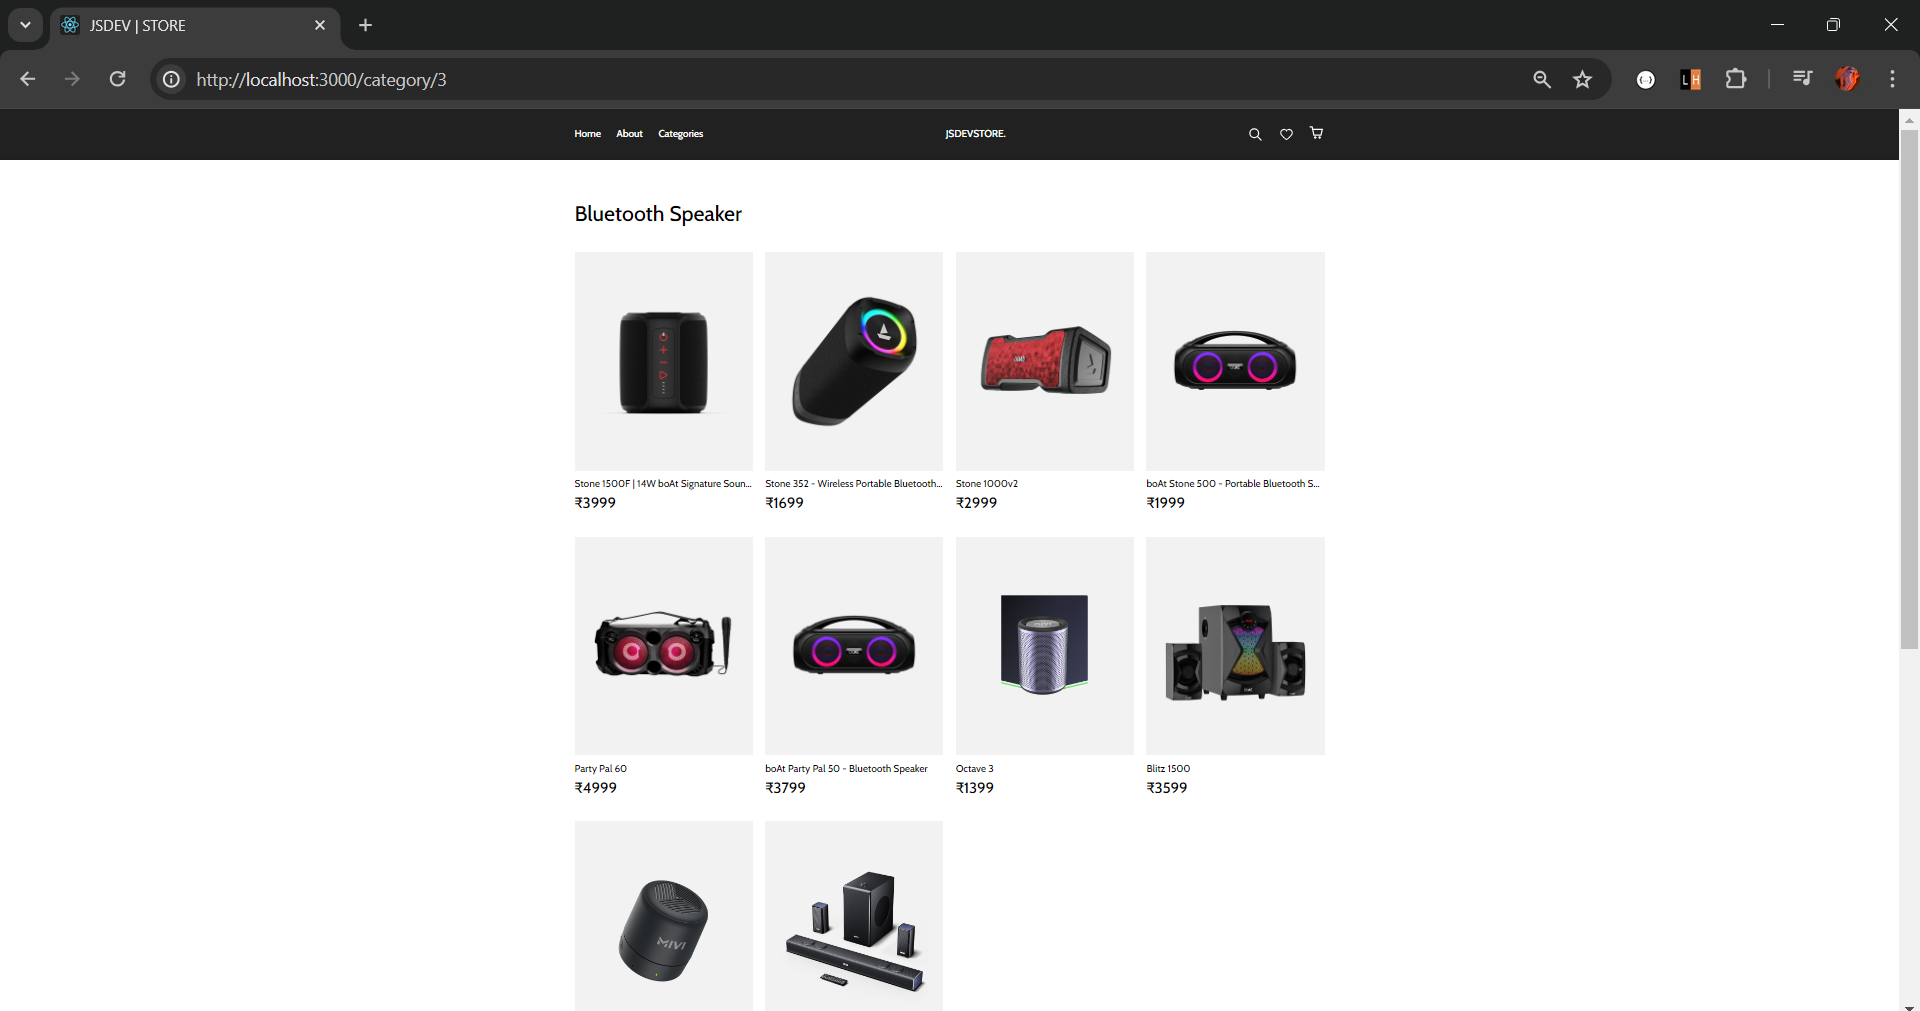 JSDEV | STORE
http://localhost:3000/category/3
L H
Home About Categories JSDEVSTORE.
Bluetooth Speaker
Stone 1500F | 14W boAt Signature Soun...
₹3999
Stone 352 - Wireless Portable Bluetooth...
₹1699
Stone 1000v2
₹2999
boAt Stone 500 - Portable Bluetooth S...
₹1999
Party Pal 60
₹4999
boAt Party Pal 50 - Bluetooth Speaker
₹3799
MIVI
Octave 3
₹1399
Blitz 1500
₹3599
MIVI